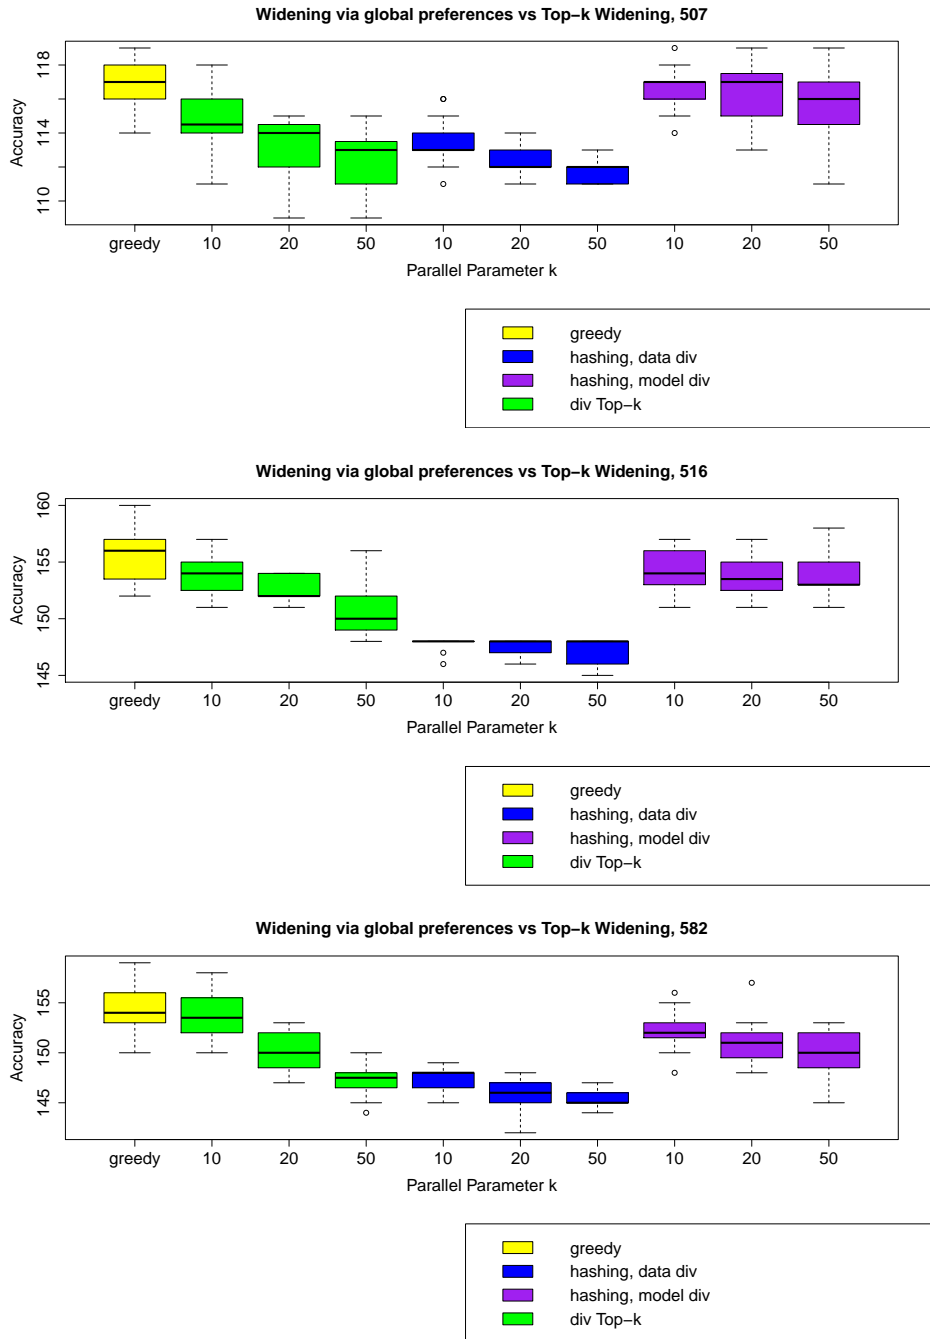 Widening via global preferences vs Top−k Widening, 507
118
114
110
Accuracy
greedy 10 20 50 10 20 50 10 20 50
Parallel Parameter k
greedy
hashing, data div
hashing, model div
div Top−k
Widening via global preferences vs Top−k Widening, 516
160
155
150
145
Accuracy
greedy 10 20 50 10 20 50 10 20 50
Parallel Parameter k
greedy
hashing, data div
hashing, model div
div Top−k
Widening via global preferences vs Top−k Widening, 582
155
150
145
Accuracy
greedy 10 20 50 10 20 50 10 20 50
Parallel Parameter k
greedy
hashing, data div
hashing, model div
div Top−k